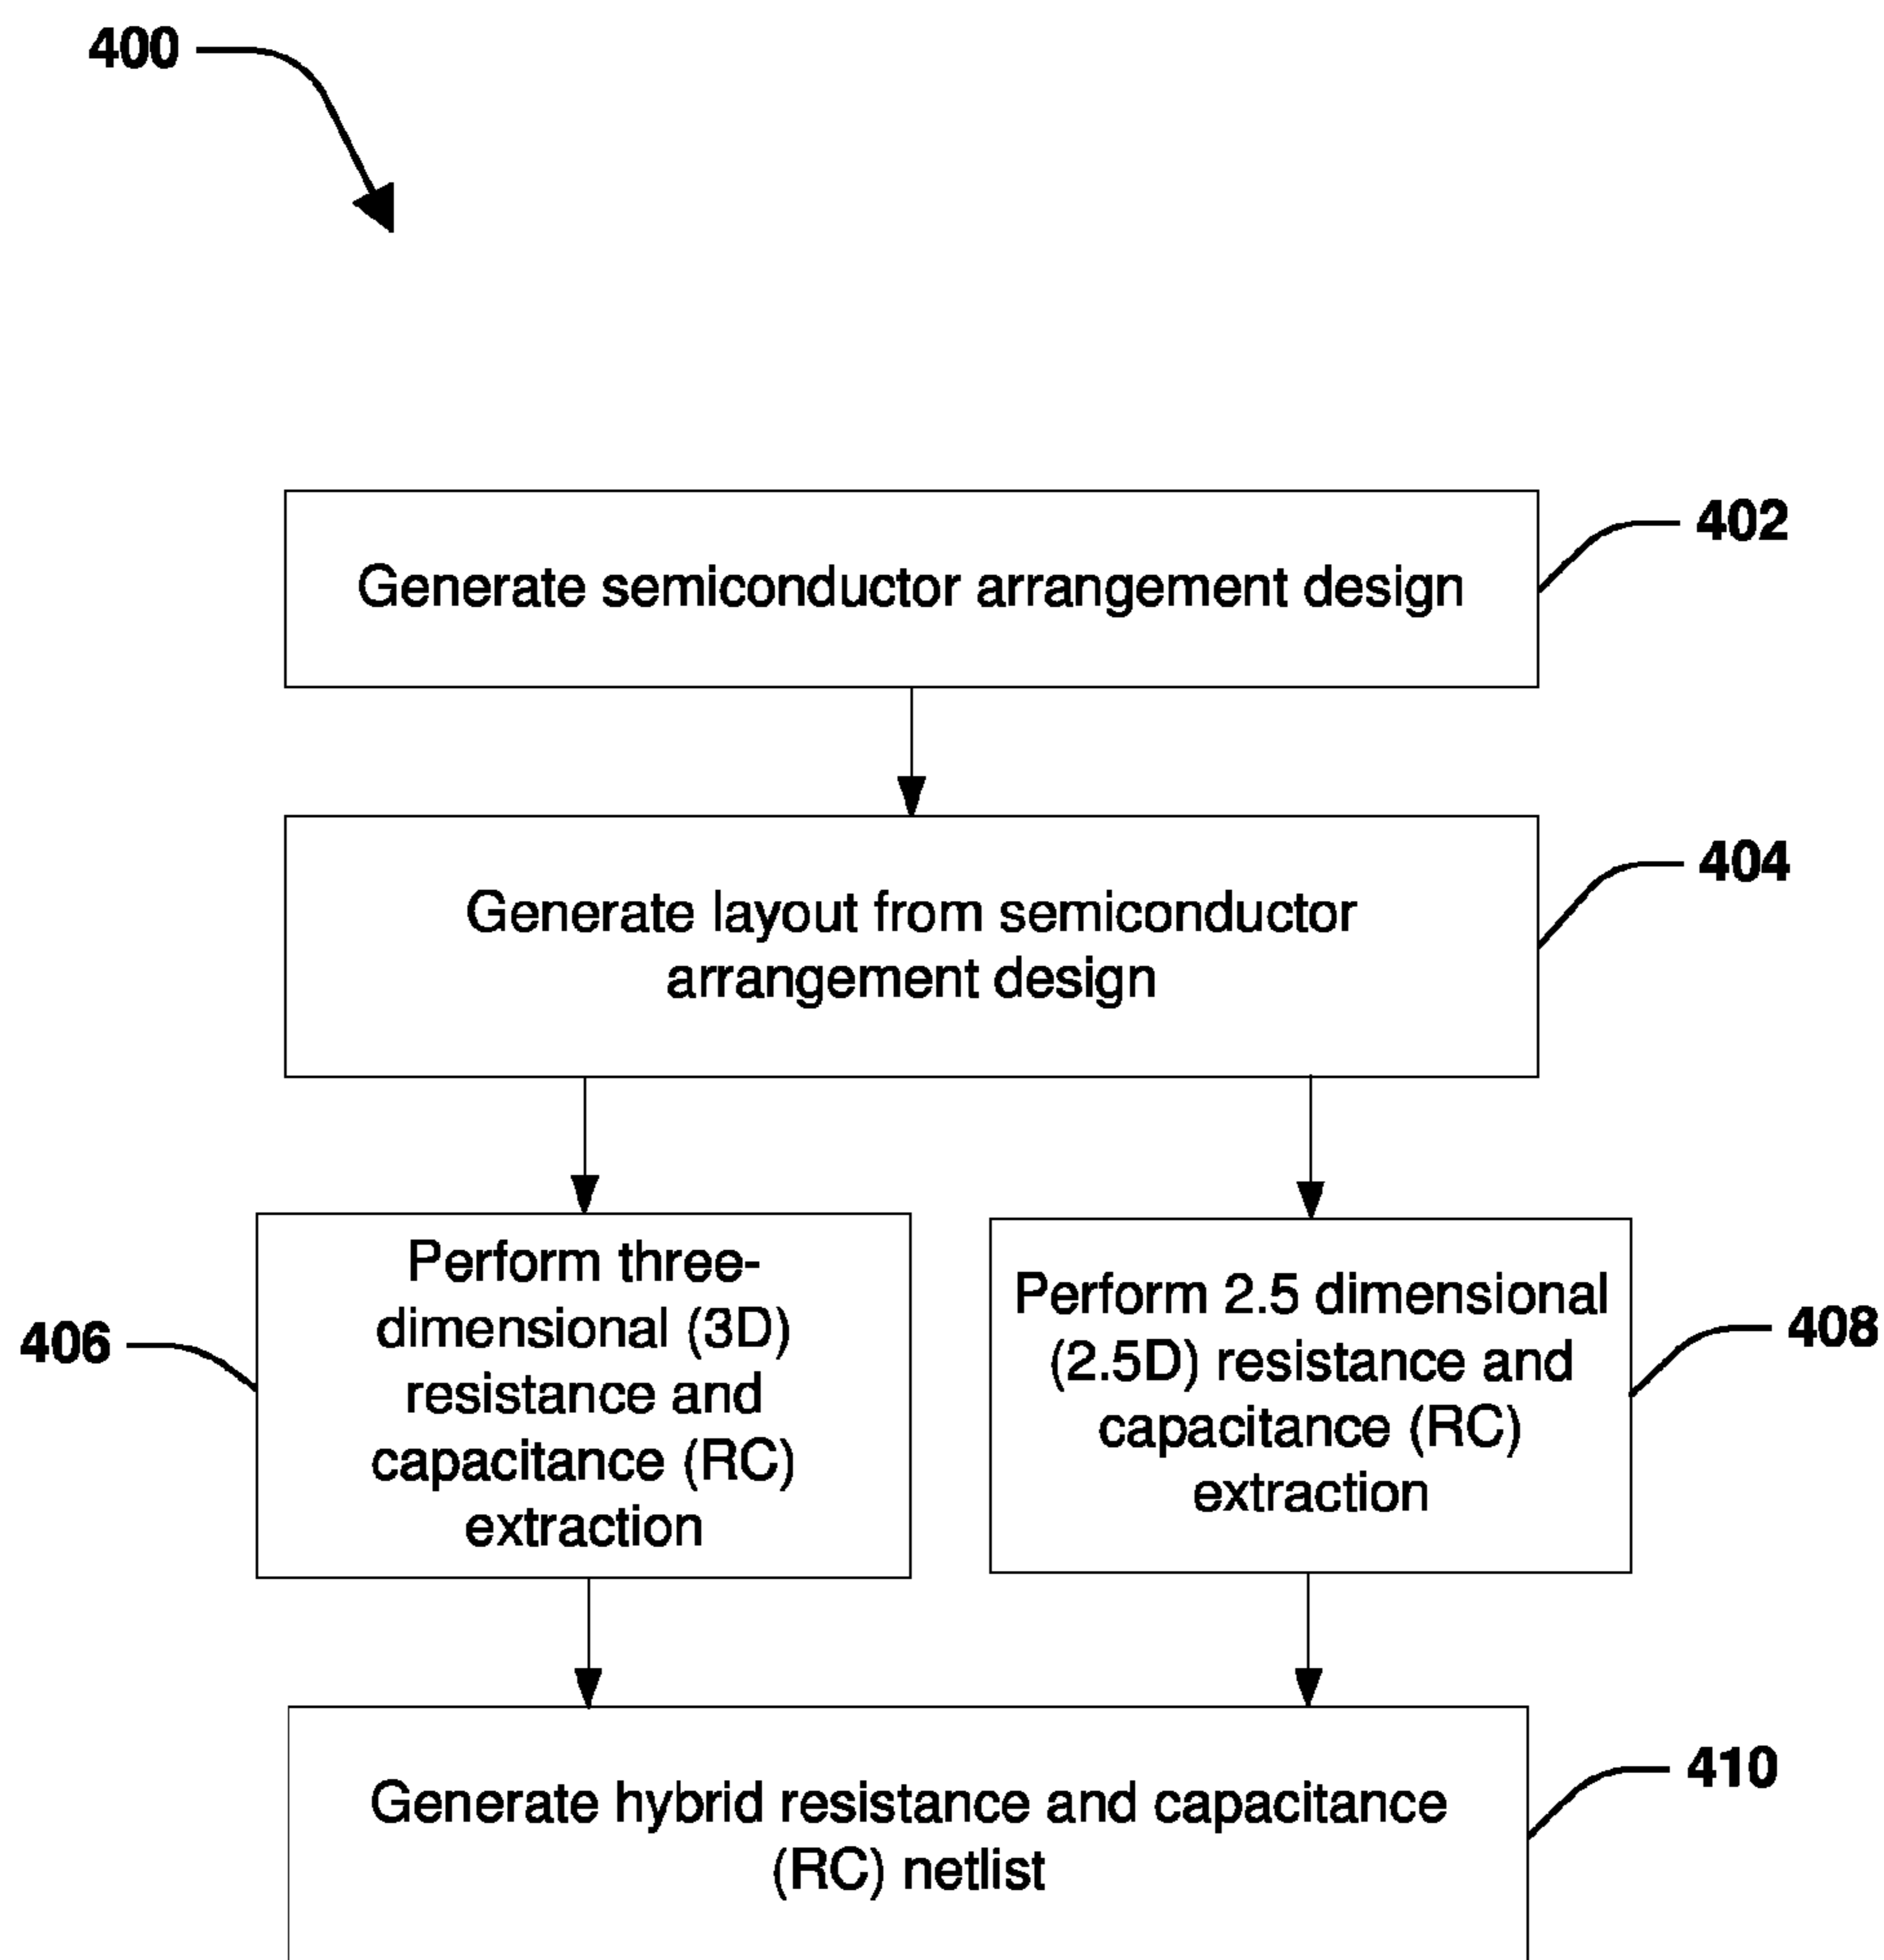 400
402
Generate semiconductor arrangement design
404
Generate layout from semiconductor
arrangement design
406
Perform three-
dimensional (3D)
resistance and
capacitance (RC)
extraction
Perform 2.5 dimensional
(2.5D) resistance and
capacitance (RC)
extraction
408
410
Generate hybrid resistance and capacitance
(RC) netlist